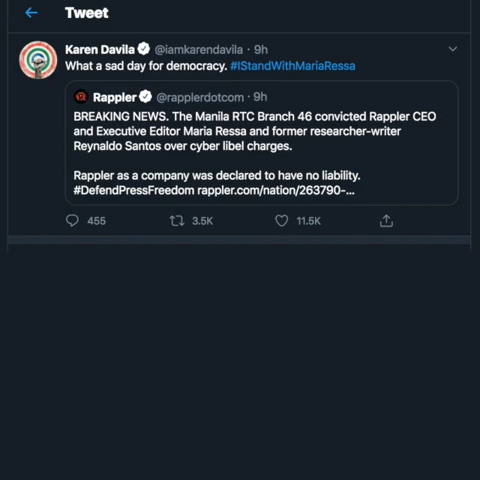 Tweet
Karen Davila @iamkarendavila · 9h
What a sad day for democracy. #IStandWithMariaRessa
Rappler @rapplerdotcom · 9h
BREAKING NEWS. The Manila RTC Branch 46 convicted Rappler CEO
and Executive Editor Maria Ressa and former researcher-writer
Reynaldo Santos over cyber libel charges.
Rappler as a company was declared to have no liability.
#DefendPressFreedom rappler.com/nation/263790-...
455 3.5K 11.5K